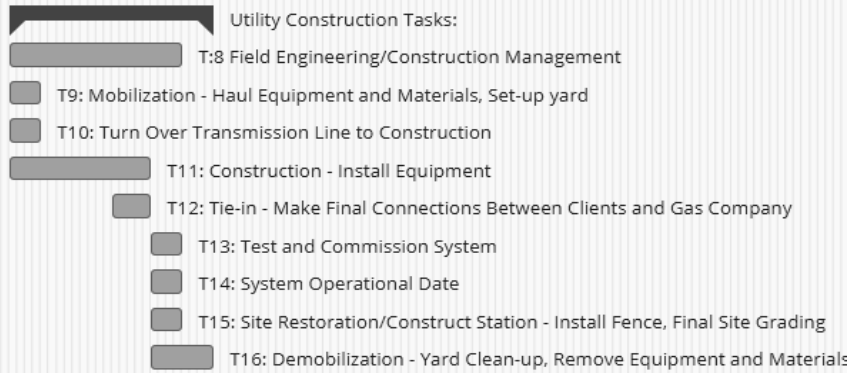 Utility Construction Tasks:
T:8 Field Engineering/Construction Management
T9: Mobilization - Haul Equipment and Materials, Set-up yard
T10: Turn Over Transmission Line to Construction
T11: Construction - Install Equipment
T12: Tie-in - Make Final Connections Between Clients and Gas Company
T13: Test and Commission System
T14: System Operational Date
T15: Site Restoration/Construct Station - Install Fence, Final Site Grading
T16: Demobilization - Yard Clean-up, Remove Equipment and Materials